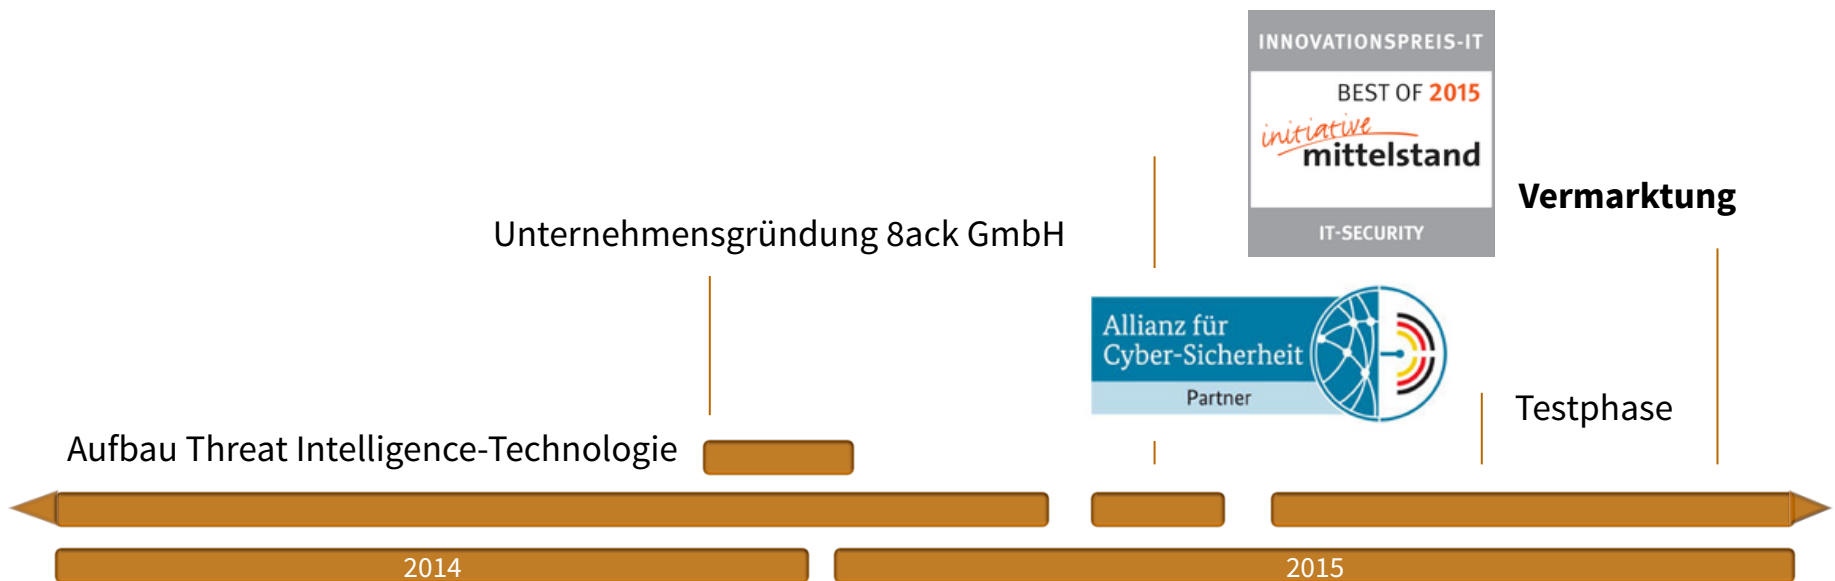 INNOVATIONSPREIS-IT
BEST OF 2015
initiative
mittelstand
IT-SECURITY
Vermarktung
Unternehmensgründung 8ack GmbH
Allianz für
Cyber-Sicherheit
Partner
Testphase
Aufbau Threat Intelligence-Technologie
2014
2015